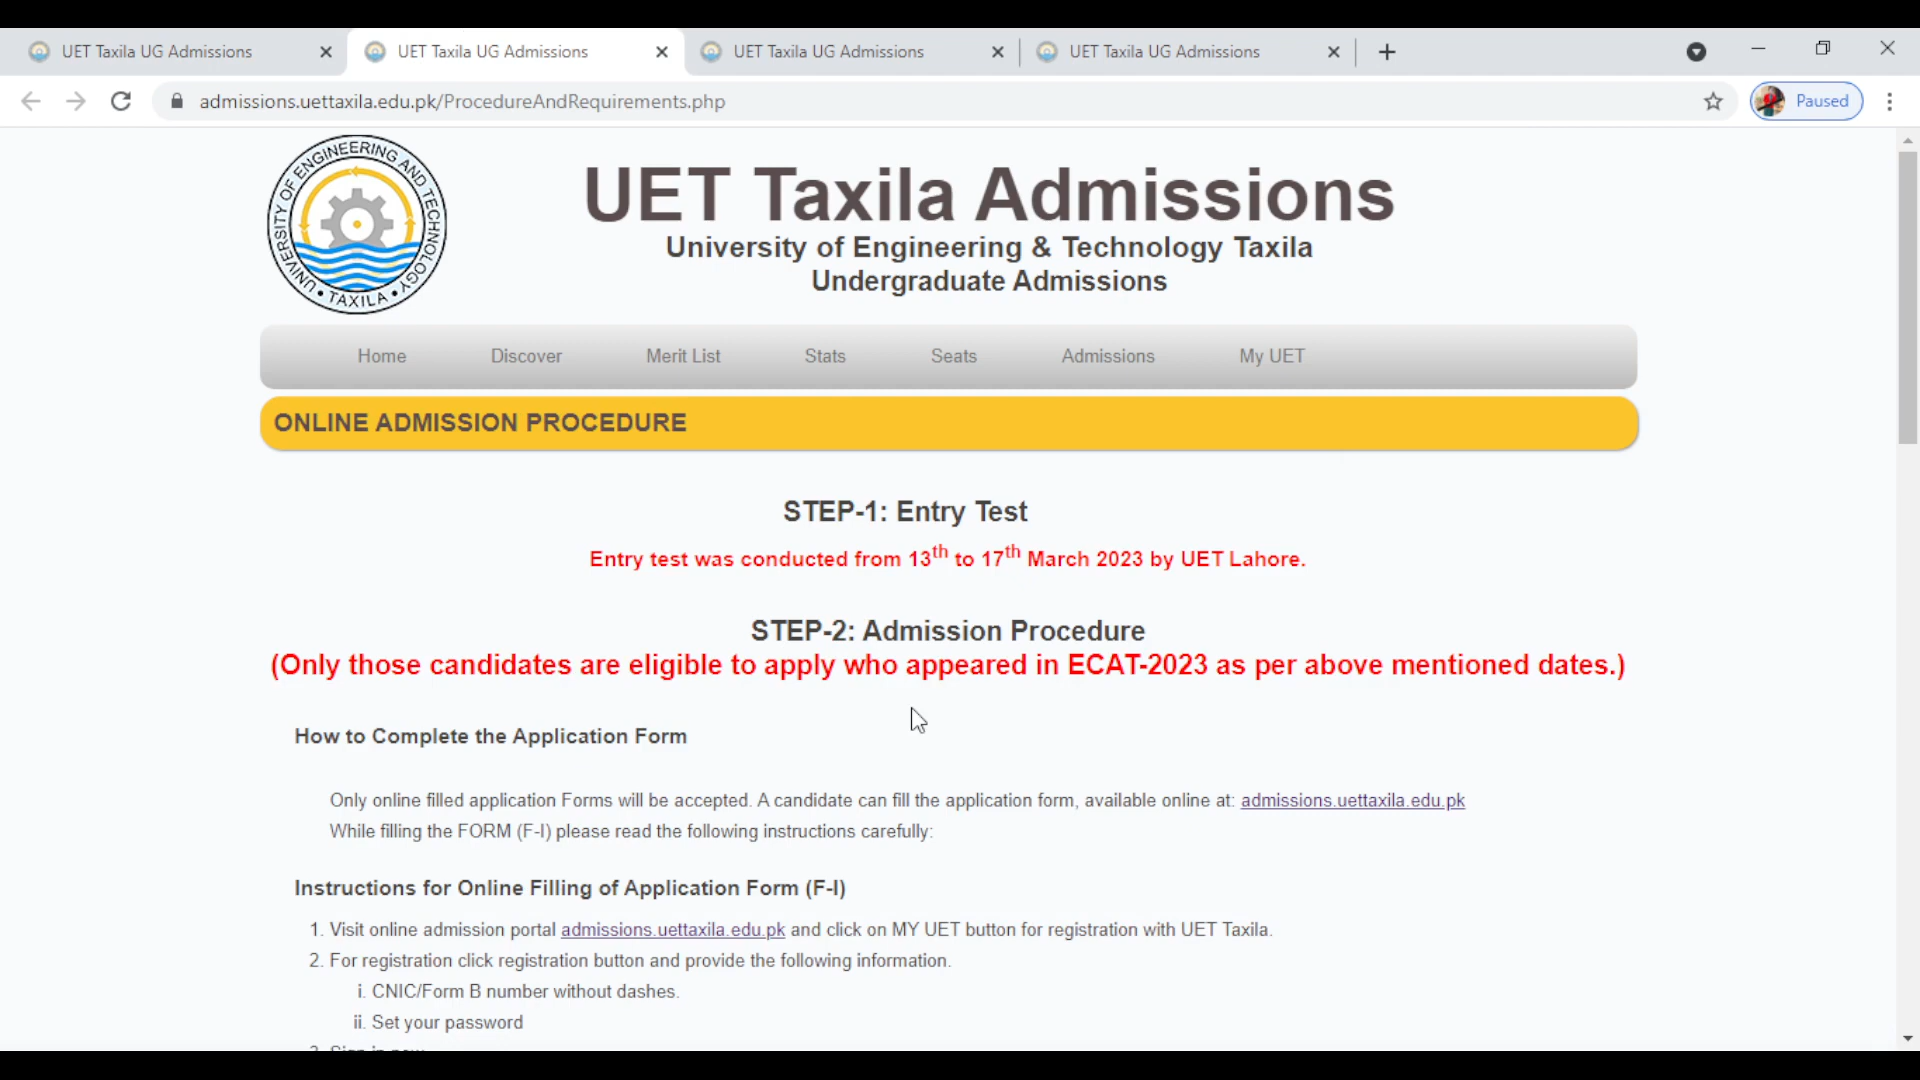 UET Taxila UG Admissions
UET Taxila UG Admissions
UET Taxila UG Admissions
UET Taxila UG Admissions
admissions.uettaxila.edu.pk/ProcedureAndRequirements.php
Paused
UNIVERSITY OF ENGINEERING AND TECHNOLOGY
• TAXILA •
UET Taxila Admissions
University of Engineering & Technology Taxila
Undergraduate Admissions
Home Discover Merit List Stats Seats Admissions My UET
ONLINE ADMISSION PROCEDURE
STEP-1: Entry Test
Entry test was conducted from 13th to 17th March 2023 by UET Lahore.
STEP-2: Admission Procedure
(Only those candidates are eligible to apply who appeared in ECAT-2023 as per above mentioned dates.)
How to Complete the Application Form
Only online filled application Forms will be accepted. A candidate can fill the application form, available online at: admissions.uettaxila.edu.pk
While filling the FORM (F-I) please read the following instructions carefully:
Instructions for Online Filling of Application Form (F-I)
1. Visit online admission portal admissions.uettaxila.edu.pk and click on MY UET button for registration with UET Taxila.
2. For registration click registration button and provide the following information.
i. CNIC/Form B number without dashes.
ii. Set your password